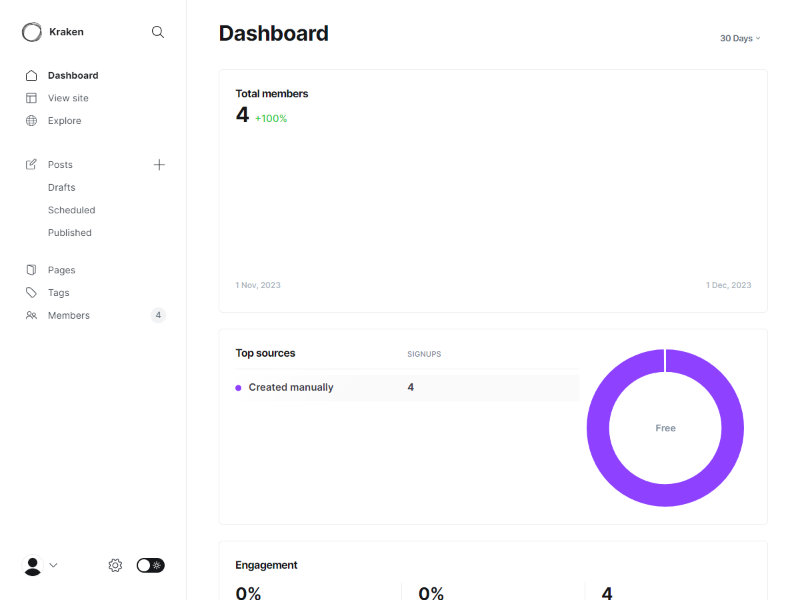 Kraken
Dashboard
View site
Explore
Posts
Drafts
Scheduled
Published
Pages
Tags
Members 4
Dashboard
30 Days
Total members
4 +100%
1 Nov, 2023 1 Dec, 2023
Top sources SIGNUPS
Created manually 4
Free
Engagement
0% 0% 4